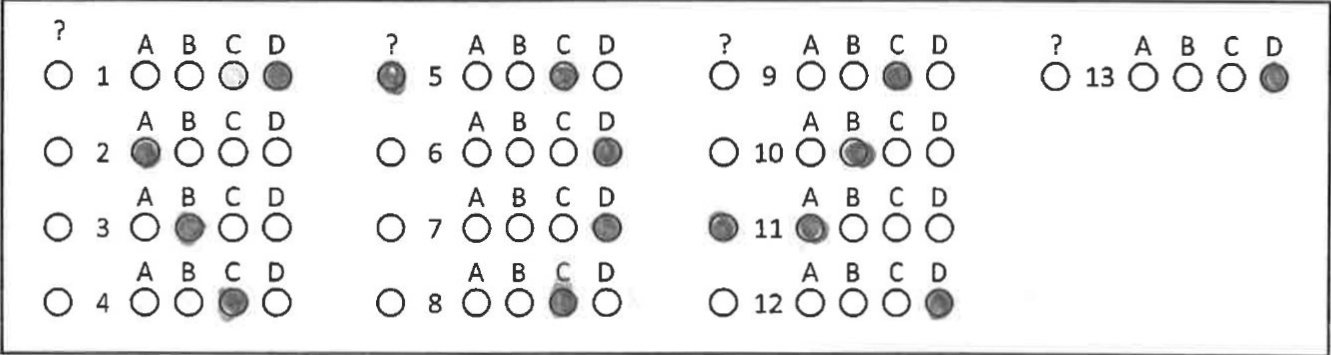 ? A B C D ? A B C D ? A B C D ? A B C D
1 5 9 13
A B C D A B C D A B C D
2 6 10
A B C D A B C D A B C D
3 7 11
A B C D A B C D A B C D
4 8 12